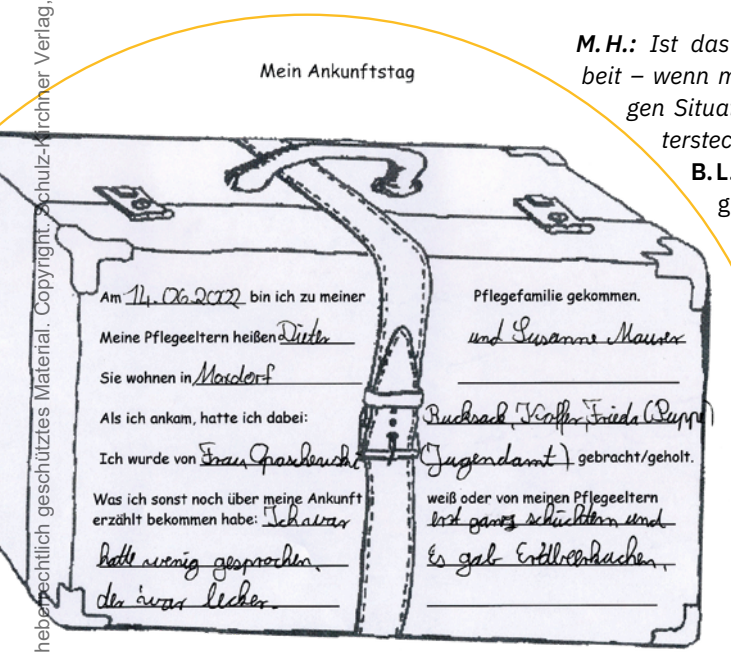 Mein Ankunftstag
M. H.: Ist das
beit – wenn m
gen Situat
terstec
B. L.
g
Am 14.06.2022 bin ich zu meiner Pflegefamilie gekommen.
Meine Pflegeeltern heißen Dieter und Susanne Maurer
Sie wohnen in Mardorf
Als ich ankam, hatte ich dabei: Rucksack, Koffer, Frieda (Puppe)
Ich wurde von Frau (Jugendamt) gebracht/geholt.
Was ich sonst noch über meine Ankunft weiß oder von meinen Pflegeeltern
erzählt bekommen habe: Ich war erst ganz schüchtern und
hatte wenig gesprochen. Es gab Erdbeerkuchen,
der war lecker.
heberrechtlich geschütztes Material. Copyright: Schulz-Kirchner Verlag,